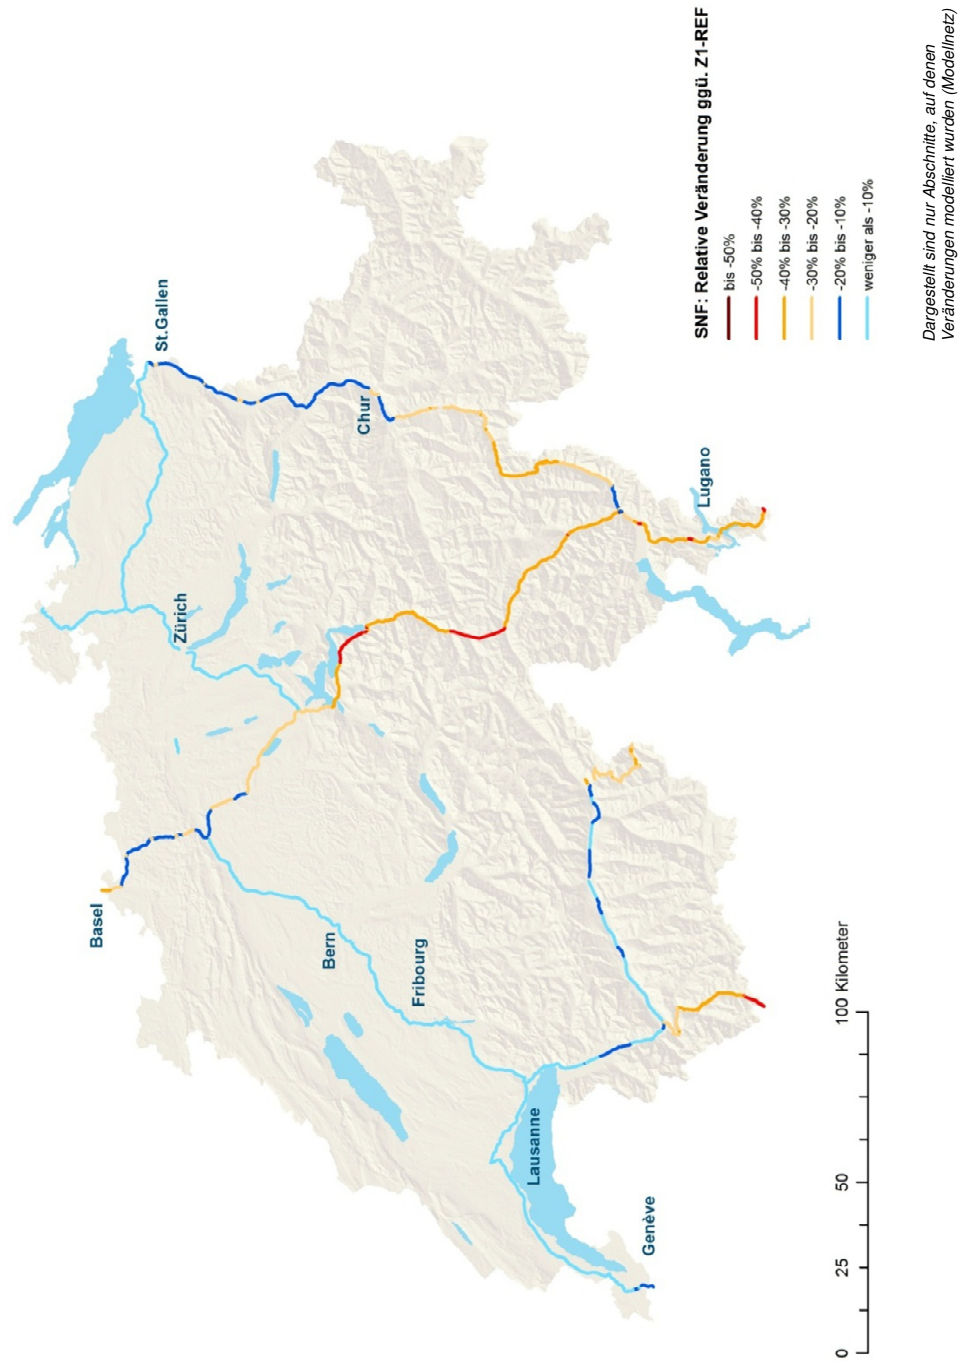 St.Gallen
Zürich
Basel
Chur
Bern
Fribourg
Lugano
Lausanne
Genève
0 25 50 100 Kilometer
SNF: Relative Veränderung ggü. Z1-REF
bis -50%
-50% bis -40%
-40% bis -30%
-30% bis -20%
-20% bis -10%
weniger als -10%
Dargestellt sind nur Abschnitte, auf denen
Veränderungen modelliert wurden (Modellnetz)